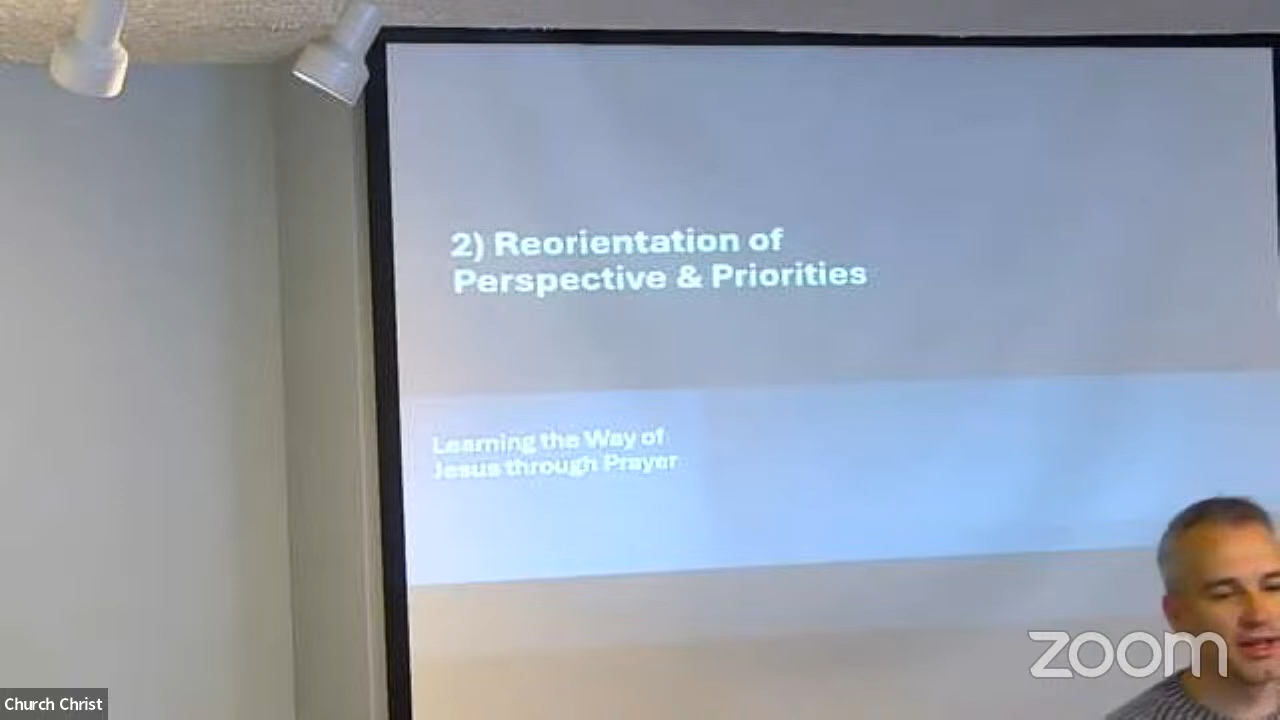 2) Reorientation of
Perspective & Priorities
Learning the Way of
Jesus through Prayer
zoom
Church Christ